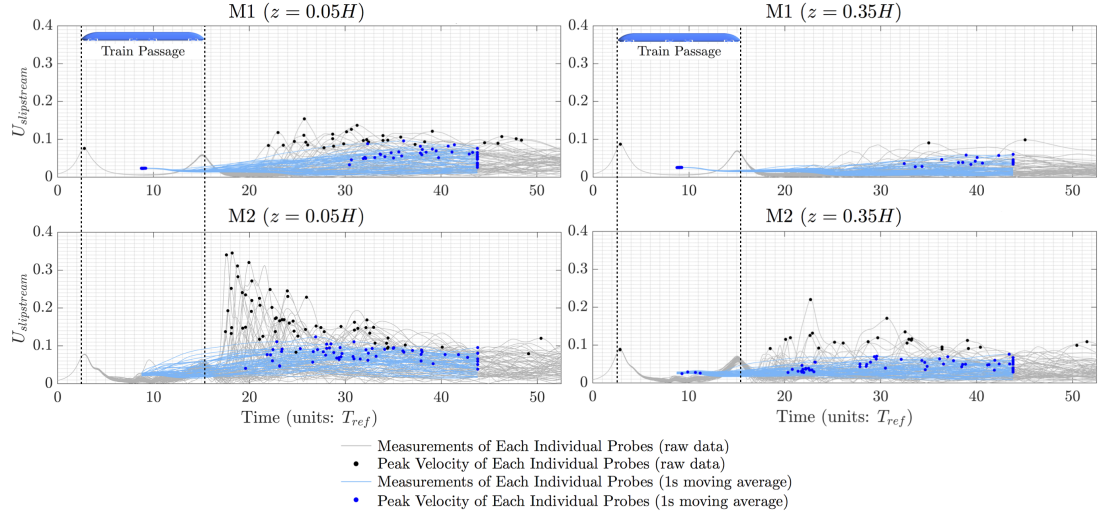 M1 (z = 0.05H)
M1 (z = 0.35H)
0.4
0.3
0.2
0.1
0
U_slipstream
Train Passage
0 10 20 30 40 50
0.4
0.3
0.2
0.1
0
Train Passage
0 10 20 30 40 50
M2 (z = 0.05H)
M2 (z = 0.35H)
0.4
0.3
0.2
0.1
0
U_slipstream
0 10 20 30 40 50
Time (units: T_ref)
0.4
0.3
0.2
0.1
0
0 10 20 30 40 50
Time (units: T_ref)
Measurements of Each Individual Probes (raw data)
Peak Velocity of Each Individual Probes (raw data)
Measurements of Each Individual Probes (1s moving average)
Peak Velocity of Each Individual Probes (1s moving average)